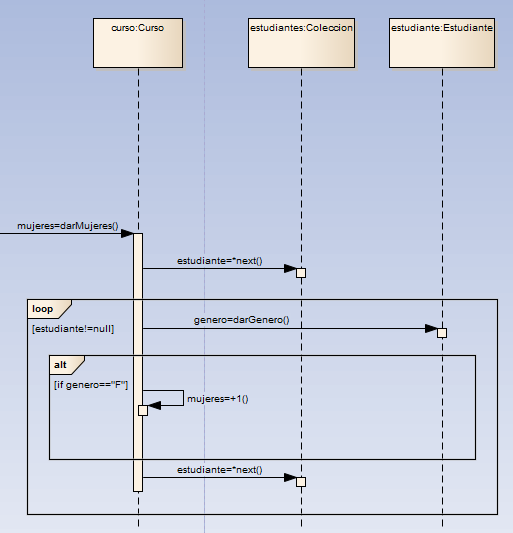 curso:Curso
estudiantes:Coleccion
estudiante:Estudiante
mujeres=darMujeres()
estudiante=*next()
loop
[estudiante!=null]
genero=darGenero()
alt
[if genero=="F"]
mujeres=+1()
estudiante=*next()